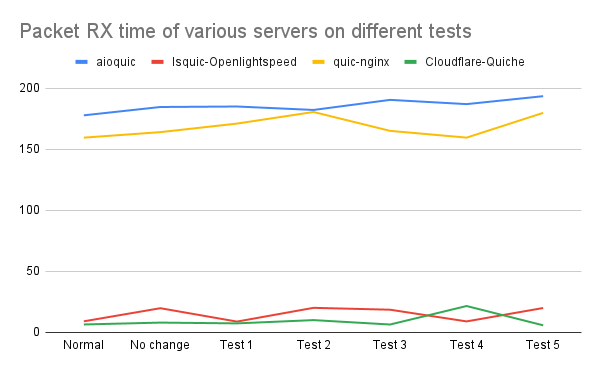 Packet RX time of various servers on different tests
aioquic lsquic-Openlightspeed quic-nginx Cloudflare-Quiche
200
150
100
50
0
Normal No change Test 1 Test 2 Test 3 Test 4 Test 5